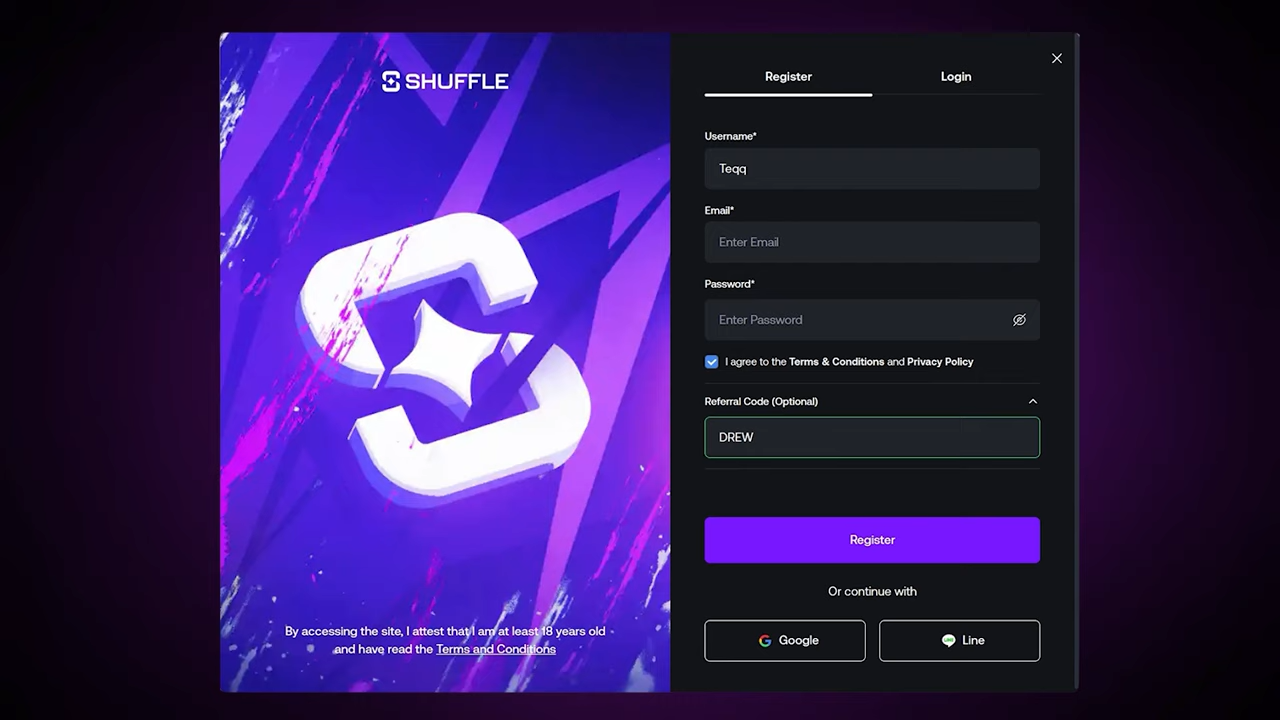 SHUFFLE
By accessing the site, I attest that I am at least 18 years old
and have read the Terms and Conditions
Register
Login
Username*
Teqq
Email*
Enter Email
Password*
Enter Password
I agree to the Terms & Conditions and Privacy Policy
Referral Code (Optional)
DREW
Register
Or continue with
Google
Line